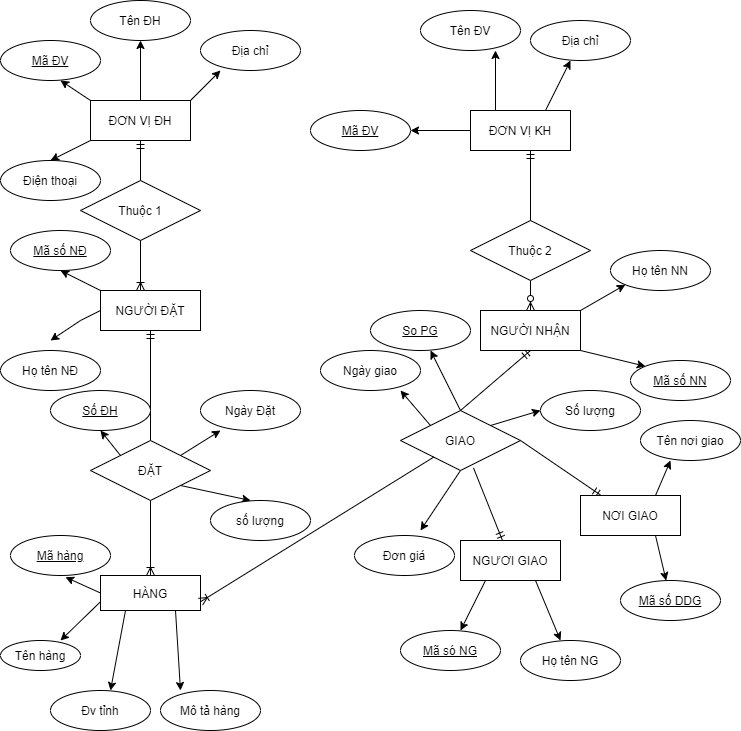 Tên ĐH
Mã ĐV
Địa chỉ
ĐƠN VỊ ĐH
Điện thoại
Thuộc 1
Mã số NĐ
NGƯỜI ĐẶT
Họ tên NĐ
Số ĐH
Ngày Đặt
ĐẶT
số lượng
Mã hàng
HÀNG
Tên hàng
Đv tỉnh
Mô tả hàng
Tên ĐV
Địa chỉ
Mã ĐV
ĐƠN VỊ KH
Thuộc 2
Họ tên NN
So PG
NGƯỜI NHẬN
Ngảy giao
Mã số NN
Số lượng
GIAO
Tên nơi giao
NƠI GIAO
Đơn giá
NGƯƠI GIAO
Mã số DDG
Mã só NG
Họ tên NG